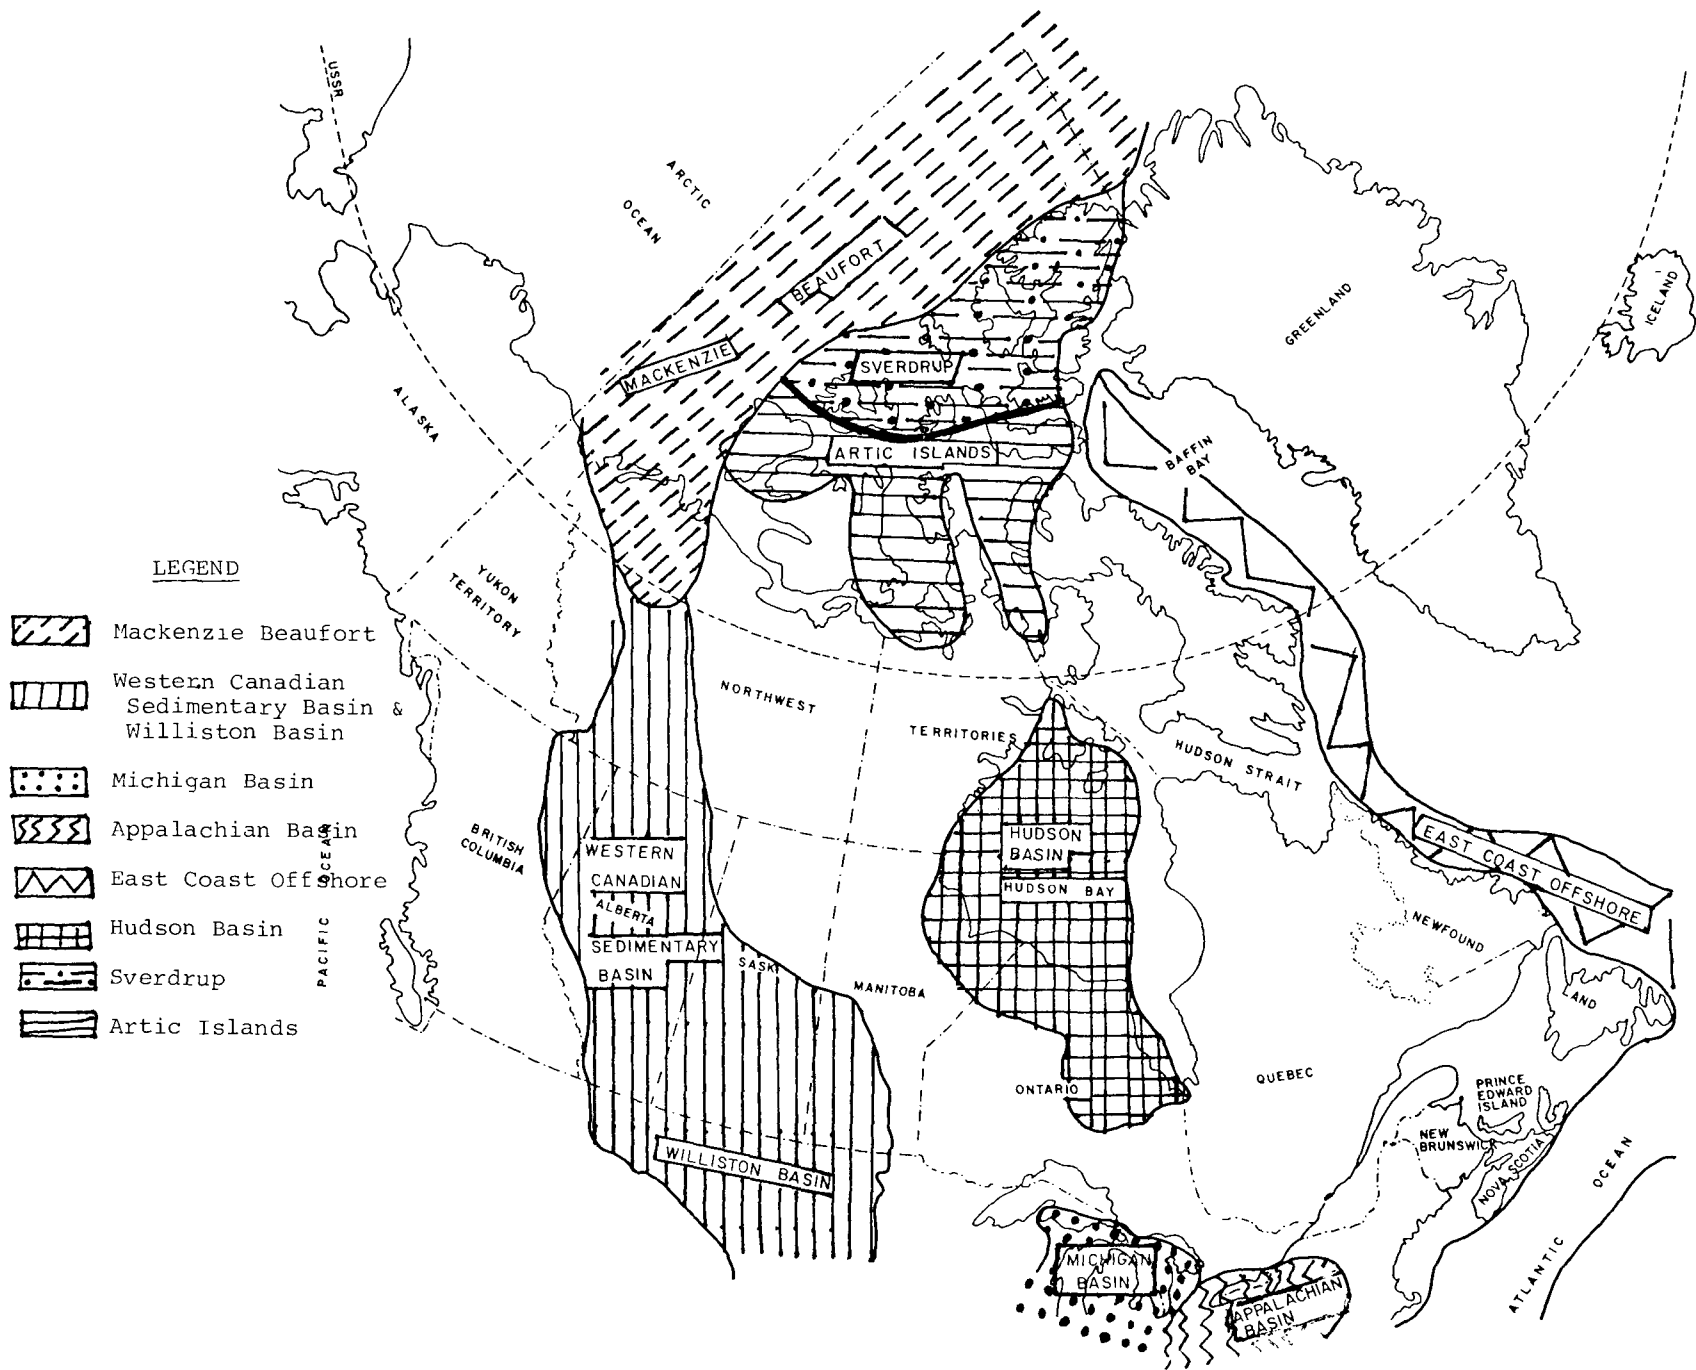 USSR
ARCTIC
OCEAN
BEAUFORT
MACKENZIE
SVERDRUP
ARTIC ISLANDS
GREENLAND
ICELAND
BAFFIN
BAY
ALASKA
YUKON
TERRITORY
NORTHWEST
TERRITORIES
HUDSON STRAIT
LEGEND
Mackenzie Beaufort
Western Canadian
Sedimentary Basin &
Williston Basin
Michigan Basin
Appalachian Basin
East Coast Offshore
Hudson Basin
Sverdrup
Artic Islands
PACIFIC OCEAN
BRITISH
COLUMBIA
WESTERN
CANADIAN
ALBERTA
SEDIMENTARY
BASIN
SASK
MANITOBA
HUDSON
BASIN
HUDSON BAY
EAST COAST OFFSHORE
NEWFOUND
LAND
ONTARIO
QUEBEC
PRINCE
EDWARD
ISLAND
NEW
BRUNSWICK
NOVA SCOTIA
WILLISTON BASIN
MICHIGAN
BASIN
APPALACHIAN
BASIN
ATLANTIC OCEAN